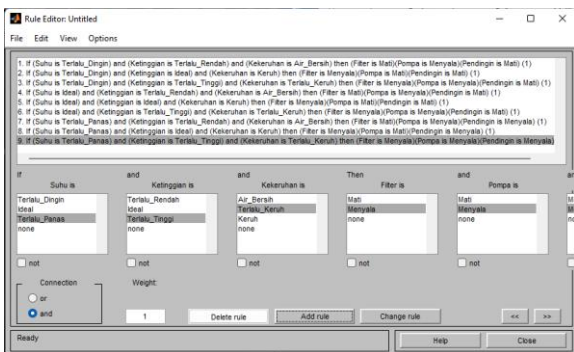 Rule Editor: Untitled
File Edit View Options
1. If (Suhu is Terlalu_Dingin) and (Ketinggian is Terlalu_Rendah) and (Kekeruhan is Air_Bersih) then (Filter is Mati)(Pompa is Menyala)(Pendingin is Mati) (1)
2. If (Suhu is Terlalu_Dingin) and (Ketinggian is Ideal) and (Kekeruhan is Keruh) then (Filter is Menyala)(Pompa is Mati)(Pendingin is Mati) (1)
3. If (Suhu is Terlalu_Dingin) and (Ketinggian is Terlalu_Tinggi) and (Kekeruhan is Terlalu_Keruh) then (Filter is Menyala)(Pompa is Menyala)(Pendingin is Mati) (1)
4. If (Suhu is Ideal) and (Ketinggian is Terlalu_Rendah) and (Kekeruhan is Air_Bersih) then (Filter is Mati)(Pompa is Menyala)(Pendingin is Mati) (1)
5. If (Suhu is Ideal) and (Ketinggian is Ideal) and (Kekeruhan is Keruh) then (Filter is Menyala)(Pompa is Mati)(Pendingin is Mati) (1)
6. If (Suhu is Ideal) and (Ketinggian is Terlalu_Tinggi) and (Kekeruhan is Terlalu_Keruh) then (Filter is Menyala)(Pompa is Menyala)(Pendingin is Mati) (1)
7. If (Suhu is Terlalu_Panas) and (Ketinggian is Terlalu_Rendah) and (Kekeruhan is Air_Bersih) then (Filter is Mati)(Pompa is Menyala)(Pendingin is Menyala) (1)
8. If (Suhu is Terlalu_Panas) and (Ketinggian is Ideal) and (Kekeruhan is Keruh) then (Filter is Menyala)(Pompa is Mati)(Pendingin is Menyala) (1)
9. If (Suhu is Terlalu_Panas) and (Ketinggian is Terlalu_Tinggi) and (Kekeruhan is Terlalu_Keruh) then (Filter is Menyala)(Pompa is Menyala)(Pendingin is Menyala)
If and and Then and
Suhu is Ketinggian is Kekeruhan is Filter is Pompa is
Terlalu_Dingin Terlalu_Rendah Air_Bersih Mati Mati
Ideal Ideal Terlalu_Keruh Menyala Menyala
Terlalu_Panas Terlalu_Tinggi Keruh none none
none none none
not not not not not
Connection Weight:
or
and 1 Delete rule Add rule Change rule << >>
Ready Help Close